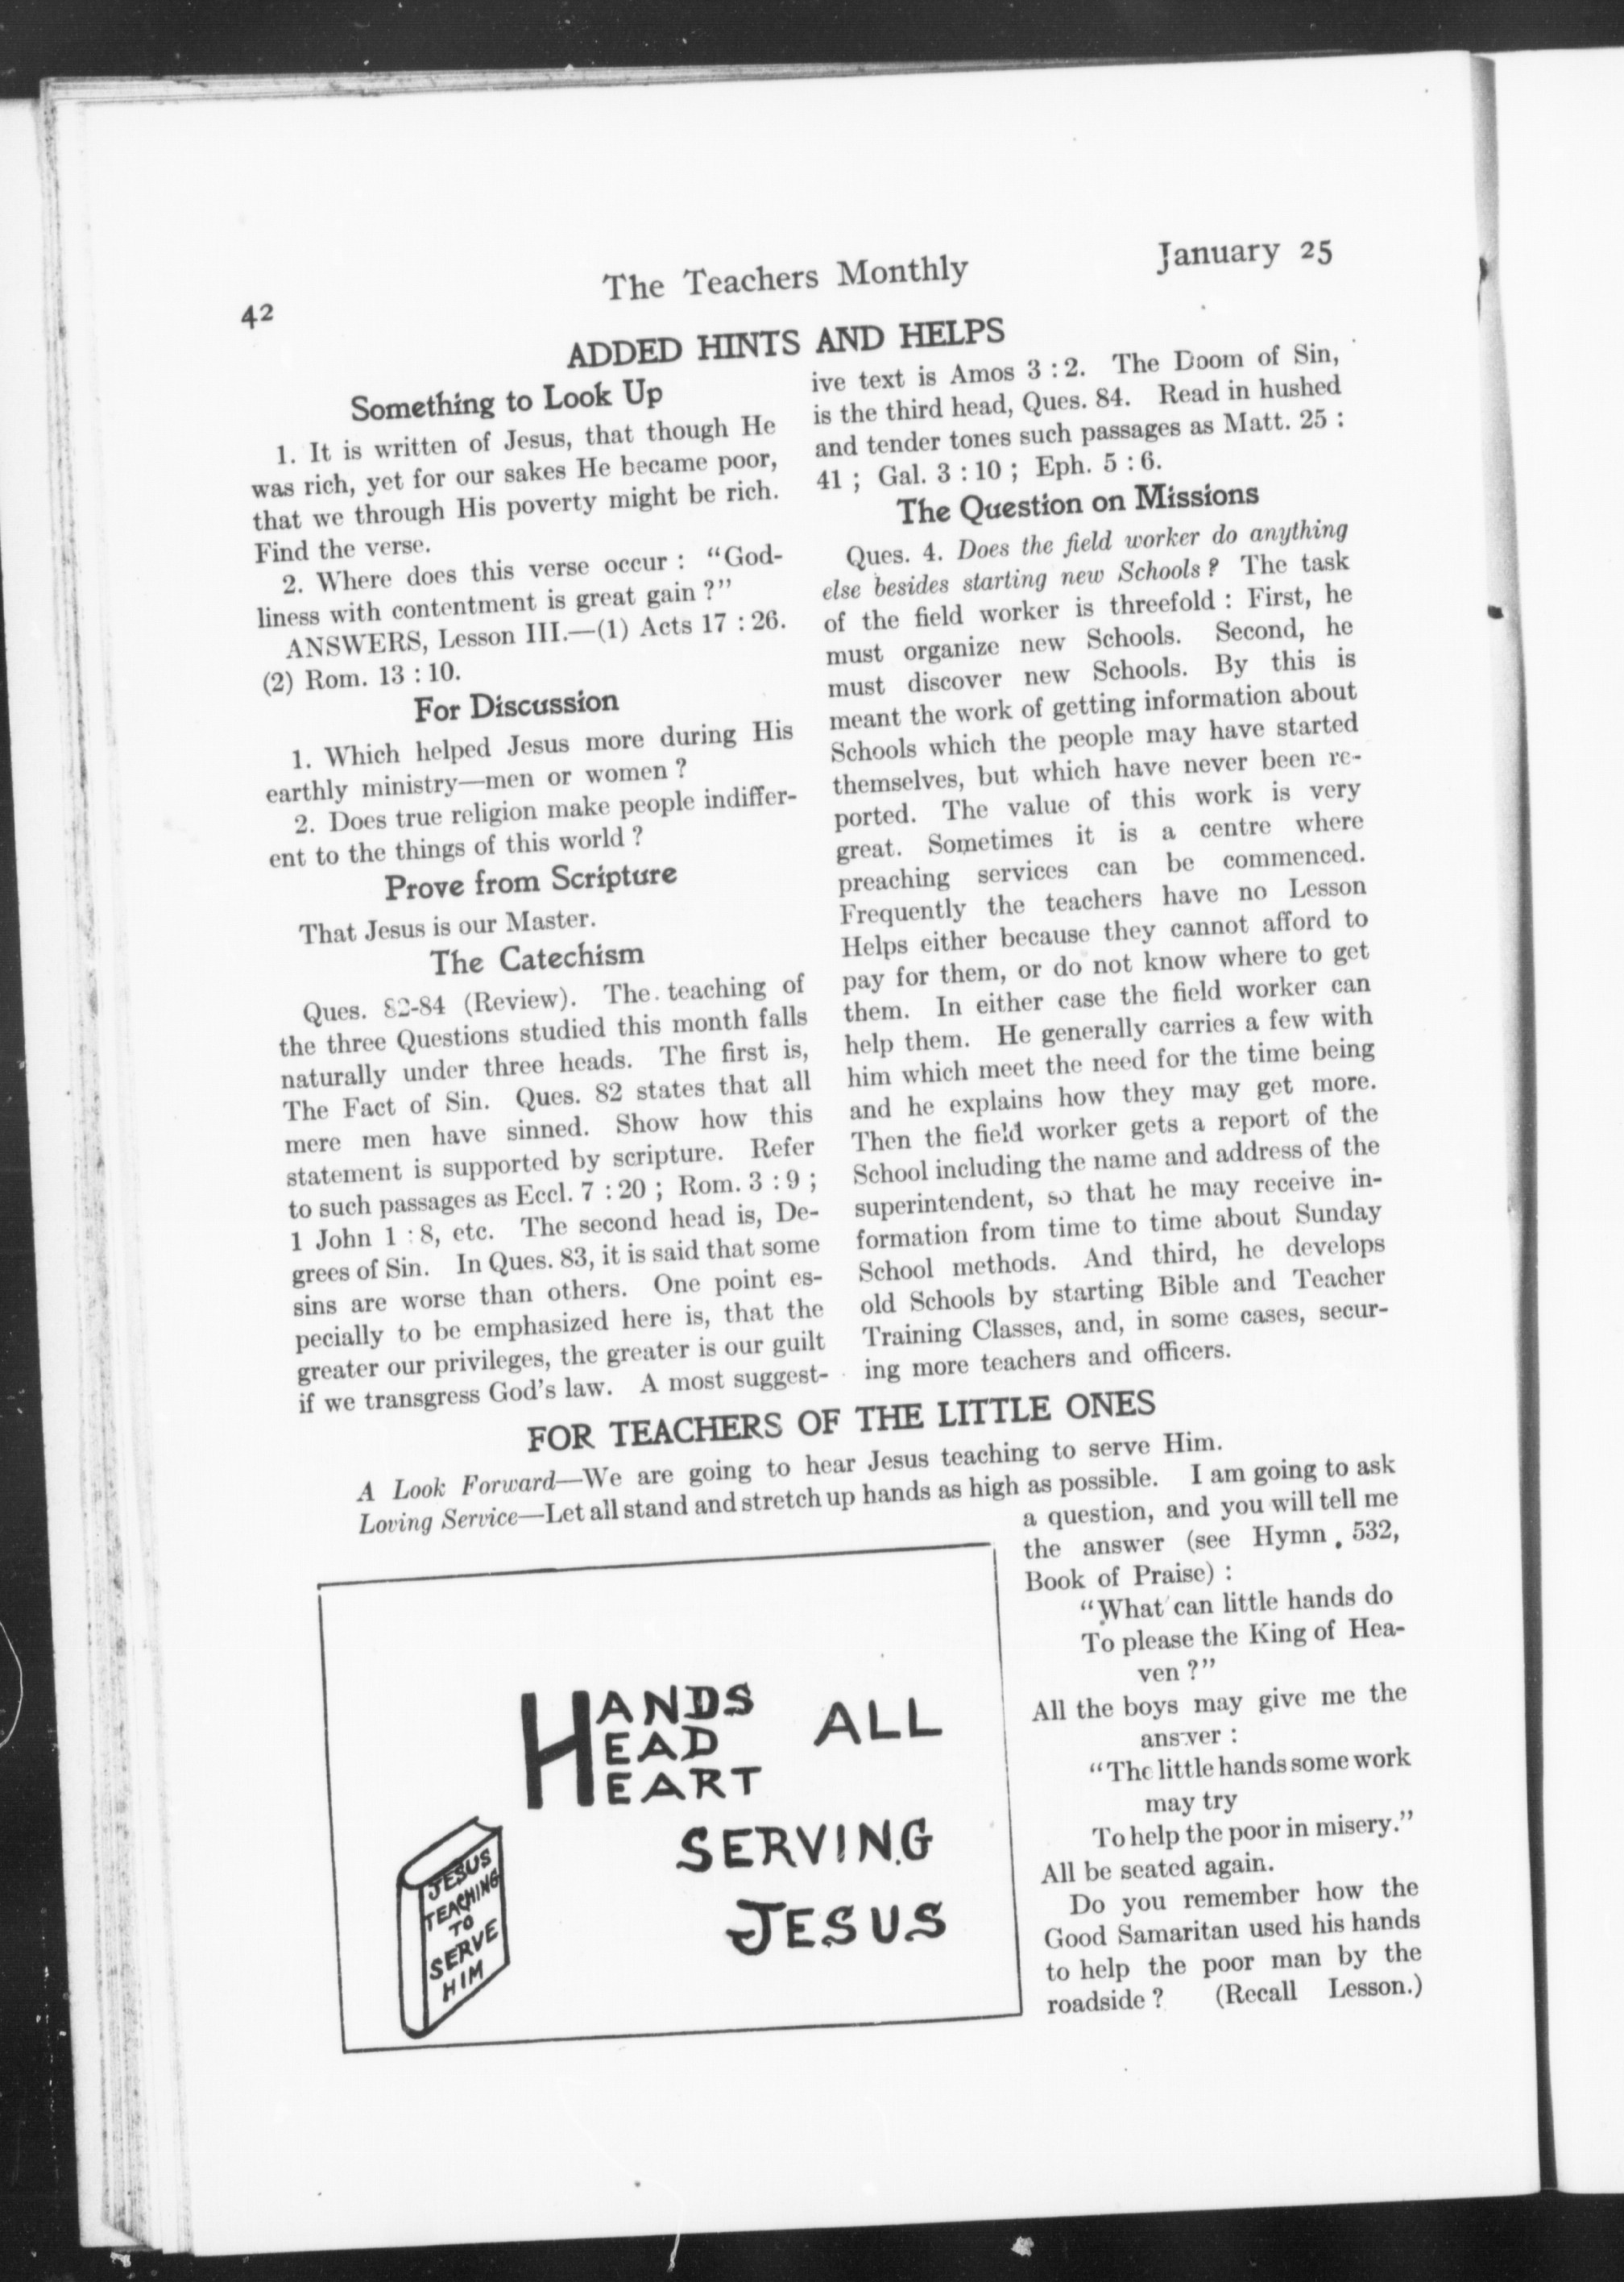 42
The Teachers Monthly
January 25
ADDED HINTS AND HELPS
Something to Look Up
1. It is written of Jesus, that though He
was rich, yet for our sakes He became poor,
that we through His poverty might be rich.
Find the verse.
2. Where does this verse occur : "God-
liness with contentment is great gain ?"
ANSWERS, Lesson III.—(1) Acts 17 : 26.
(2) Rom. 13 : 10.
For Discussion
1. Which helped Jesus more during His
earthly ministry—men or women ?
2. Does true religion make people indiffer-
ent to the things of this world ?
Prove from Scripture
That Jesus is our Master.
The Catechism
Ques. 82-84 (Review). The teaching of
the three Questions studied this month falls
naturally under three heads. The first is,
The Fact of Sin. Ques. 82 states that all
mere men have sinned. Show how this
statement is supported by scripture. Refer
to such passages as Eccl. 7 : 20 ; Rom. 3 : 9 ;
1 John 1 : 8, etc. The second head is, De-
grees of Sin. In Ques. 83, it is said that some
sins are worse than others. One point es-
pecially to be emphasized here is, that the
greater our privileges, the greater is our guilt
if we transgress God's law. A most suggest-
ive text is Amos 3 : 2. The Doom of Sin,
is the third head, Ques. 84. Read in hushed
and tender tones such passages as Matt. 25 :
41 ; Gal. 3 : 10 ; Eph. 5 : 6.
The Question on Missions
Ques. 4. Does the field worker do anything
else besides starting new Schools ? The task
of the field worker is threefold : First, he
must organize new Schools. Second, he
must discover new Schools. By this is
meant the work of getting information about
Schools which the people may have started
themselves, but which have never been re-
ported. The value of this work is very
great. Sometimes it is a centre where
preaching services can be commenced.
Frequently the teachers have no Lesson
Helps either because they cannot afford to
pay for them, or do not know where to get
them. In either case the field worker can
help them. He generally carries a few with
him which meet the need for the time being
and he explains how they may get more.
Then the field worker gets a report of the
School including the name and address of the
superintendent, so that he may receive in-
formation from time to time about Sunday
School methods. And third, he develops
old Schools by starting Bible and Teacher
Training Classes, and, in some cases, secur-
ing more teachers and officers.
FOR TEACHERS OF THE LITTLE ONES
A Look Forward—We are going to hear Jesus teaching to serve Him.
Loving Service—Let all stand and stretch up hands as high as possible. I am going to ask
a question, and you will tell me
the answer (see Hymn 532,
Book of Praise) :
"What can little hands do
To please the King of Hea-
ven ?"
All the boys may give me the
answer :
"The little hands some work
may try
To help the poor in misery."
All be seated again.
Do you remember how the
Good Samaritan used his hands
to help the poor man by the
roadside ? (Recall Lesson.)
HANDS
HEAD ALL
HEART
SERVING
JESUS
JESUS
TEACHING
TO
SERVE
HIM